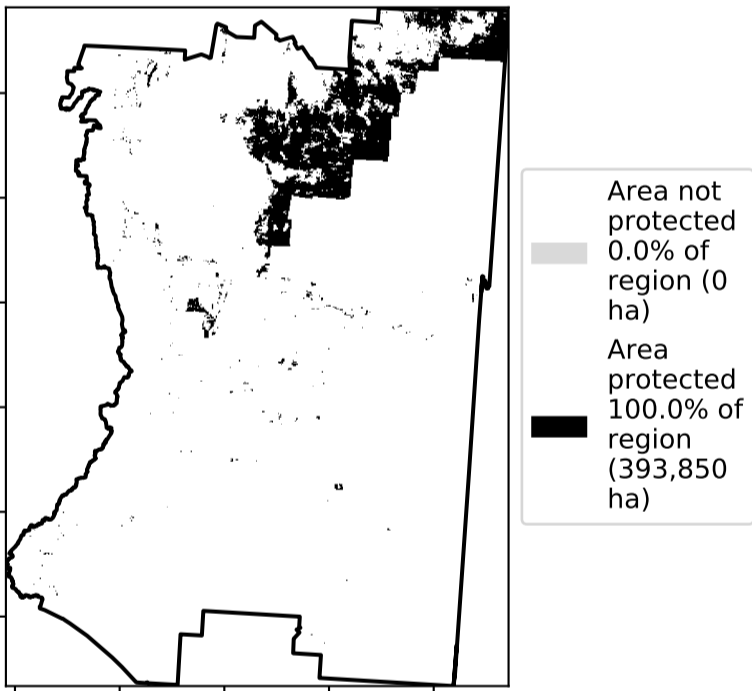 Area not
protected
0.0% of
region (0
ha)
Area
protected
100.0% of
region
(393,850
ha)